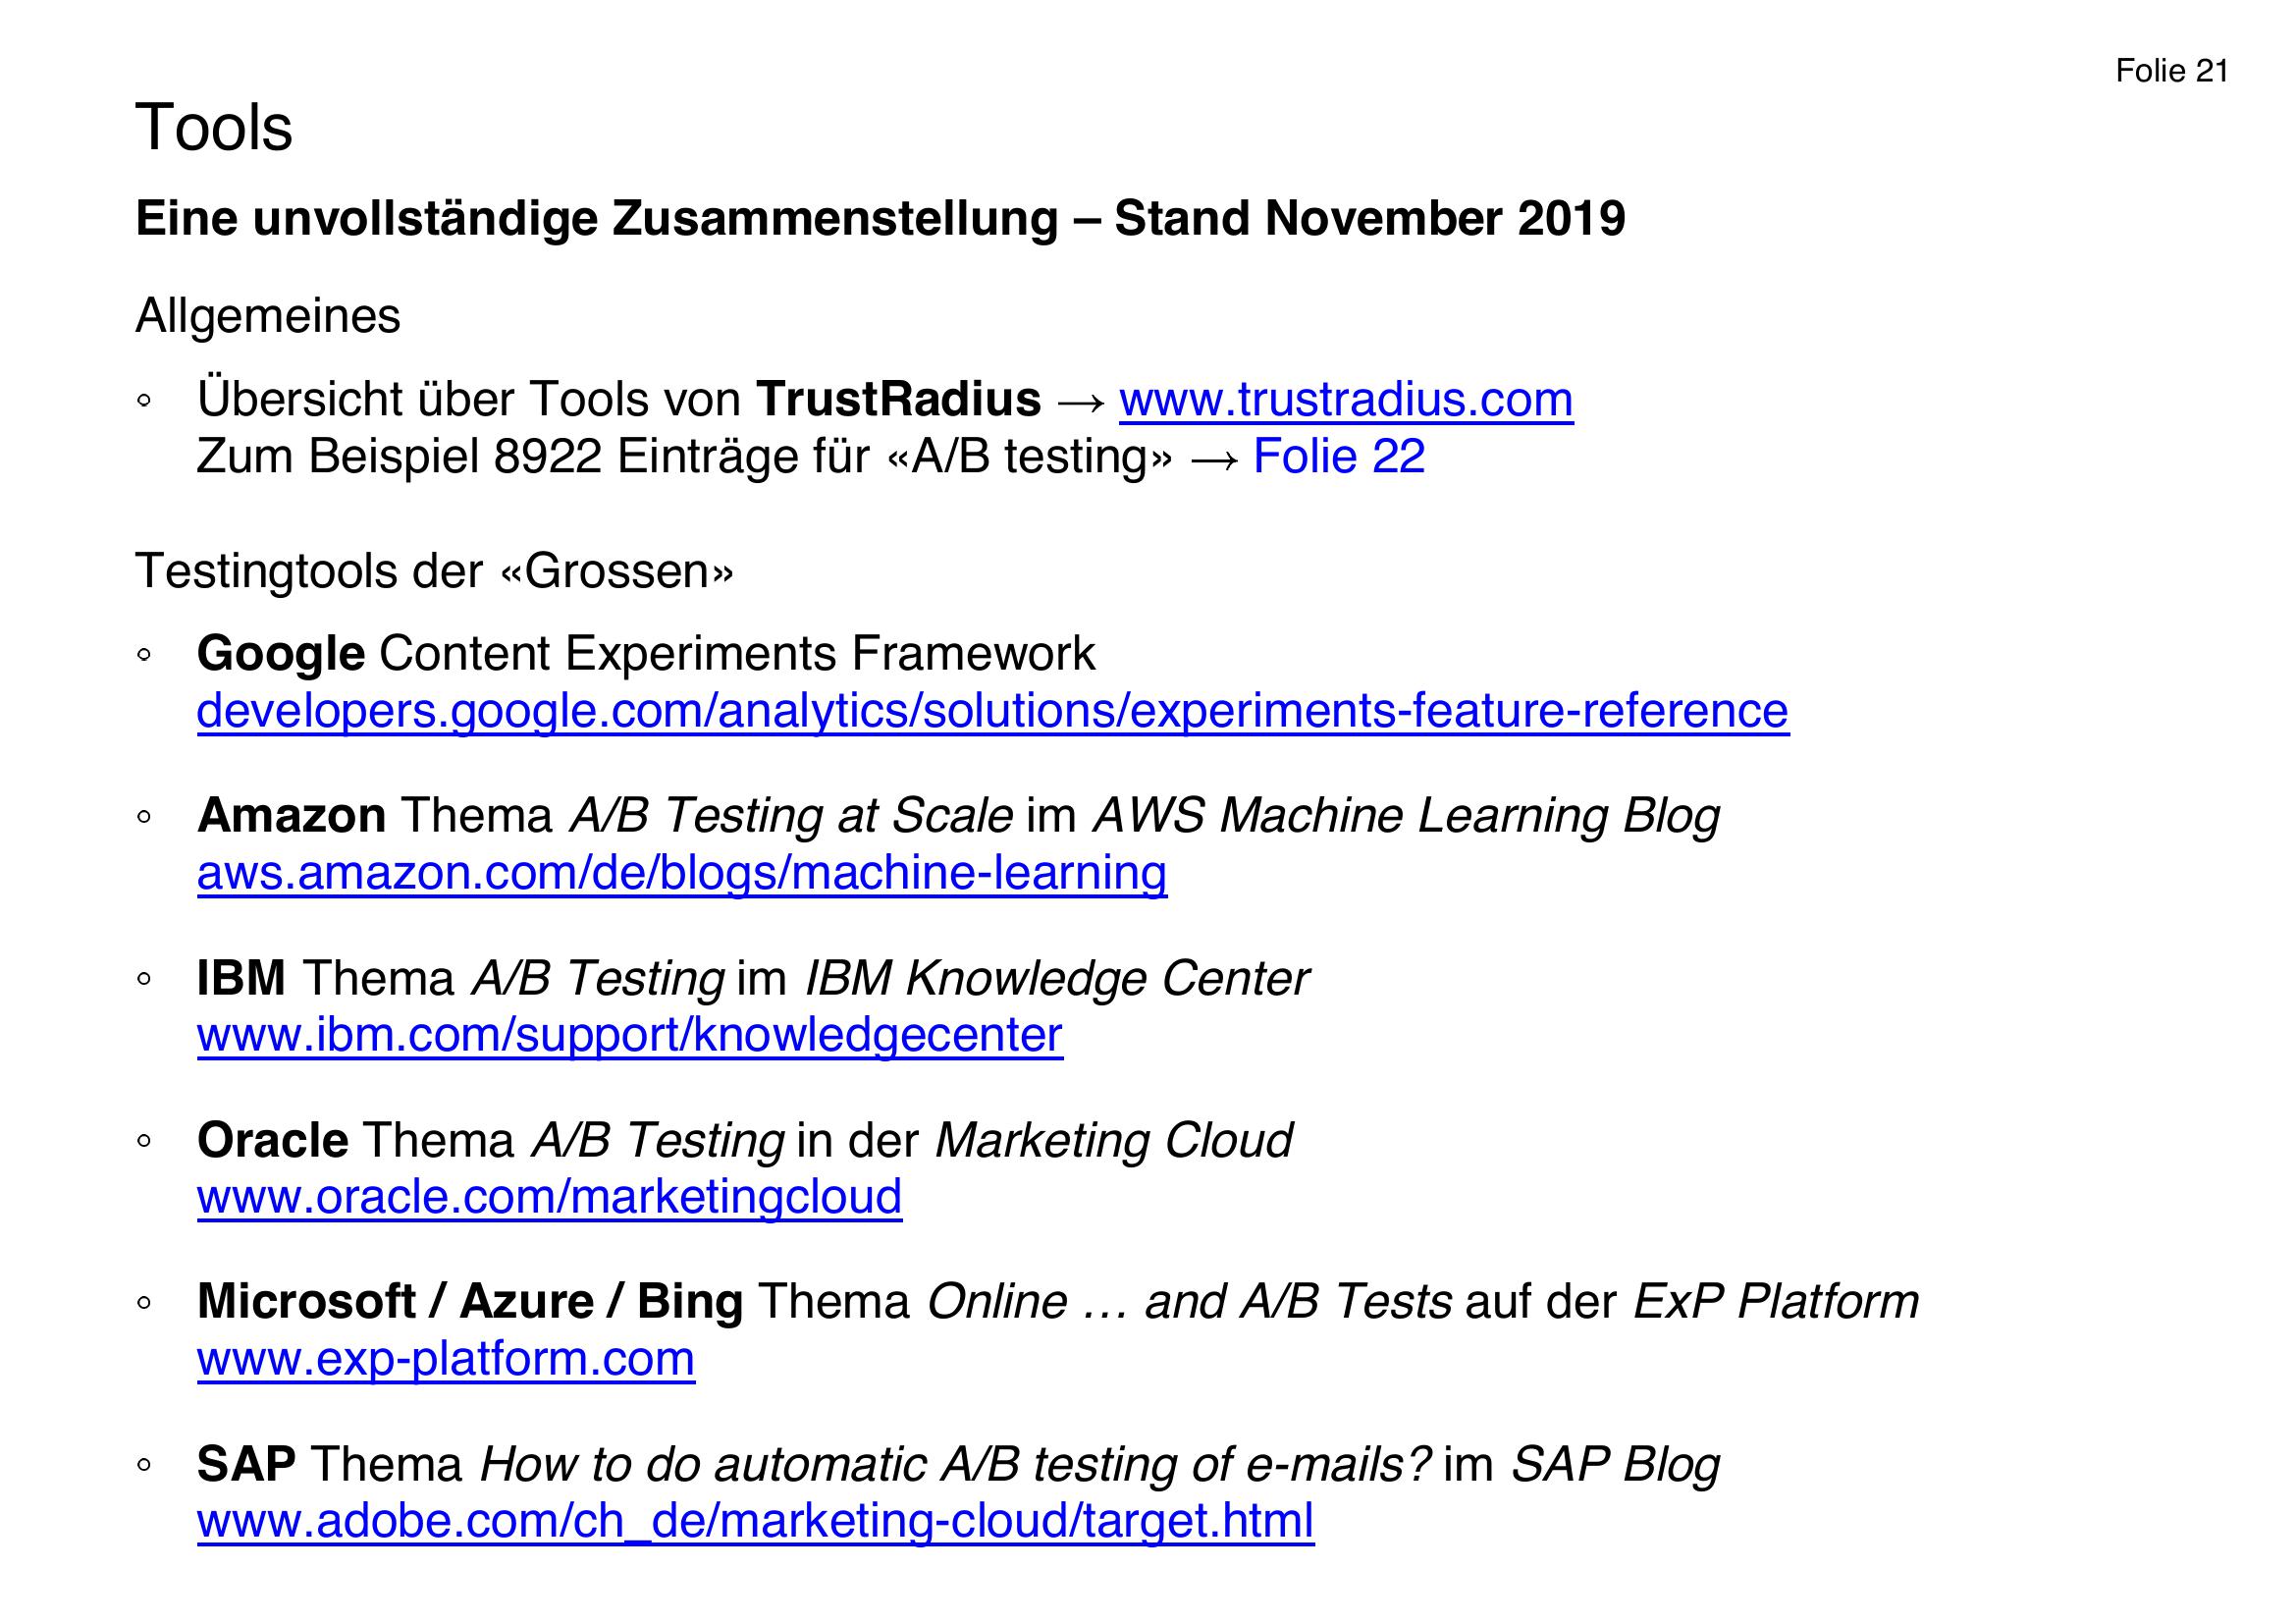 Folie 21
Tools
Eine unvollständige Zusammenstellung – Stand November 2019
Allgemeines
◦ Übersicht über Tools von TrustRadius → www.trustradius.com
Zum Beispiel 8922 Einträge für «A/B testing» → Folie 22
Testingtools der «Grossen»
◦ Google Content Experiments Framework
developers.google.com/analytics/solutions/experiments-feature-reference
◦ Amazon Thema A/B Testing at Scale im AWS Machine Learning Blog
aws.amazon.com/de/blogs/machine-learning
◦ IBM Thema A/B Testing im IBM Knowledge Center
www.ibm.com/support/knowledgecenter
◦ Oracle Thema A/B Testing in der Marketing Cloud
www.oracle.com/marketingcloud
◦ Microsoft / Azure / Bing Thema Online … and A/B Tests auf der ExP Platform
www.exp-platform.com
◦ SAP Thema How to do automatic A/B testing of e-mails? im SAP Blog
www.adobe.com/ch_de/marketing-cloud/target.html